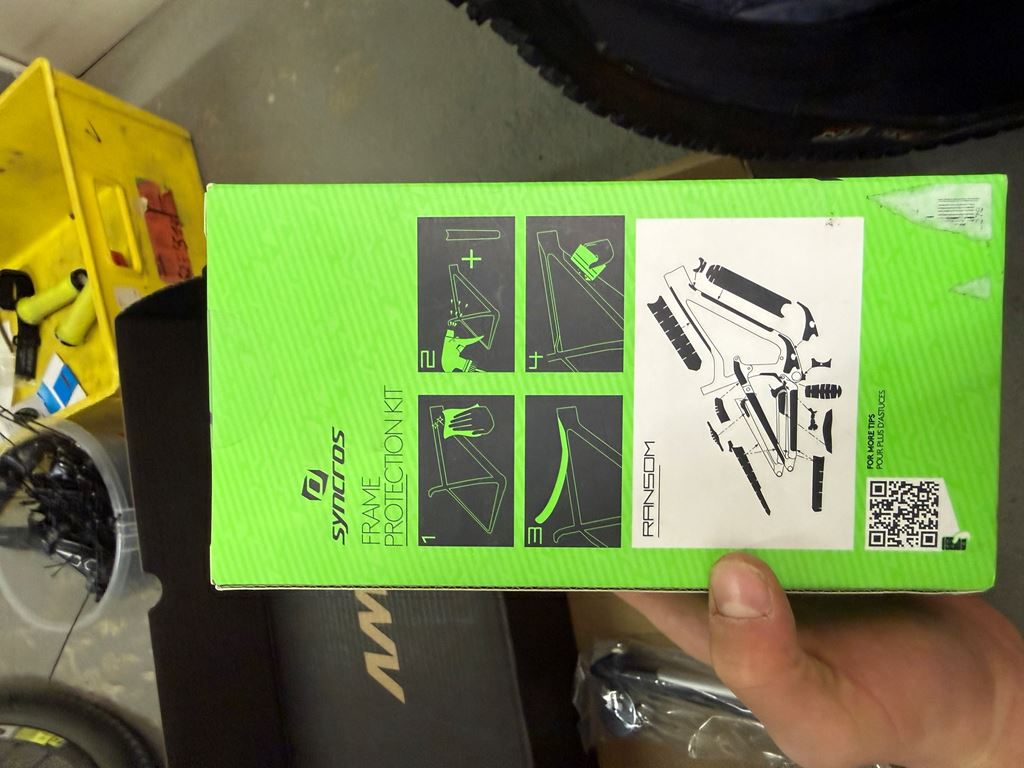 SYNCROS
FRAME
PROTECTION KIT
1
2
3
4
RANSOM
FOR MORE TIPS
POUR PLUS D'ASTUCES